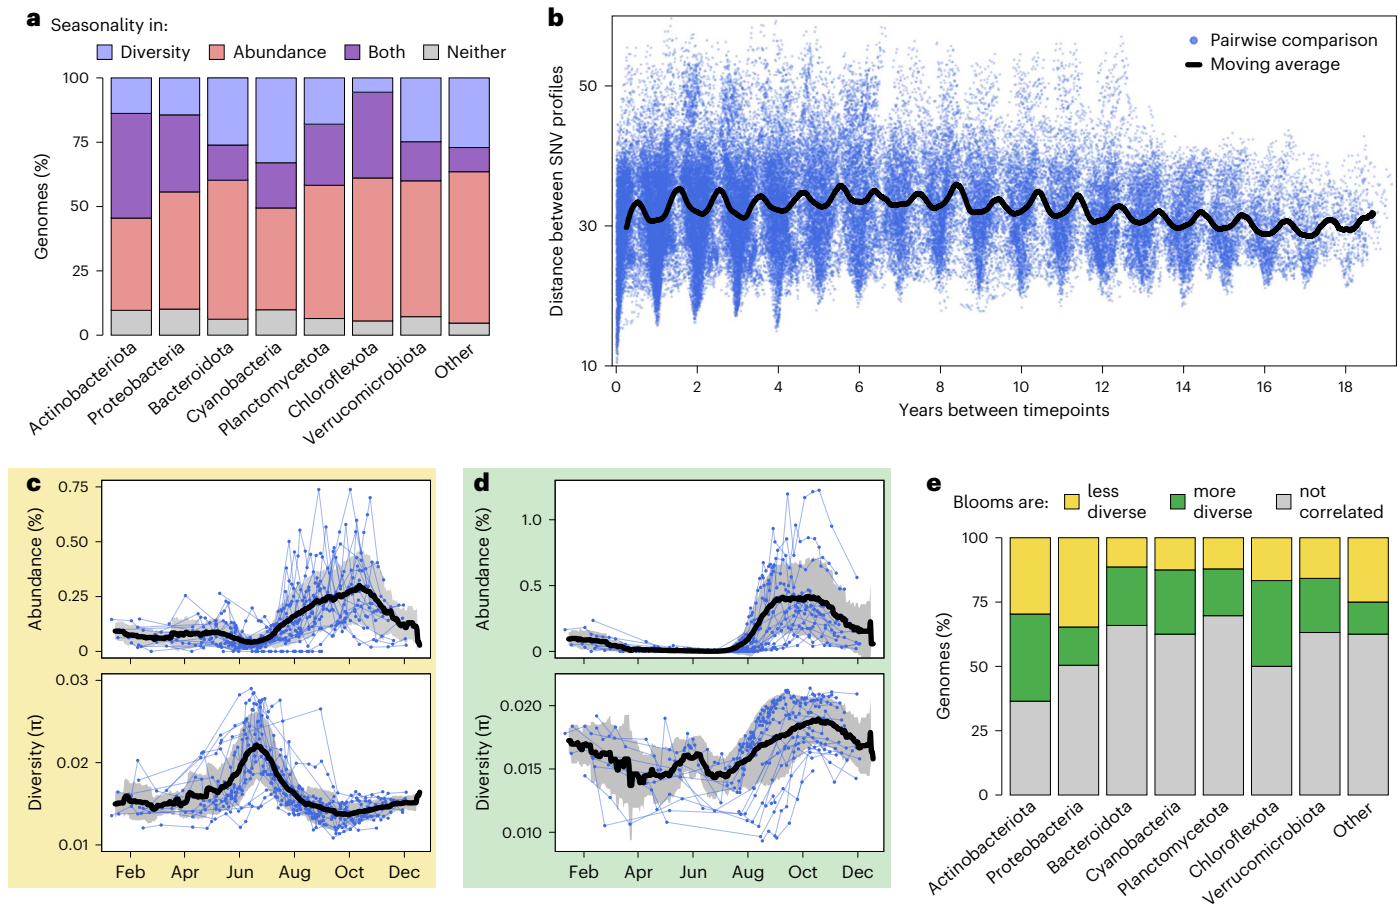 a Seasonality in:
Diversity Abundance Both Neither
Genomes (%)
100
75
50
25
0
Actinobacteriota
Proteobacteria
Bacteroidota
Cyanobacteria
Planctomycetota
Chloroflexota
Verrucomicrobiota
Other
b
Pairwise comparison
Moving average
Distance between SNV profiles
50
30
10
0 2 4 6 8 10 12 14 16 18
Years between timepoints
c
Abundance (%)
0.75
0.50
0.25
0
Diversity (π)
0.03
0.02
0.01
Feb Apr Jun Aug Oct Dec
d
Abundance (%)
1.0
0.5
0
Diversity (π)
0.020
0.015
0.010
Feb Apr Jun Aug Oct Dec
e
Blooms are:
less diverse
more diverse
not correlated
Genomes (%)
100
75
50
25
0
Actinobacteriota
Proteobacteria
Bacteroidota
Cyanobacteria
Planctomycetota
Chloroflexota
Verrucomicrobiota
Other